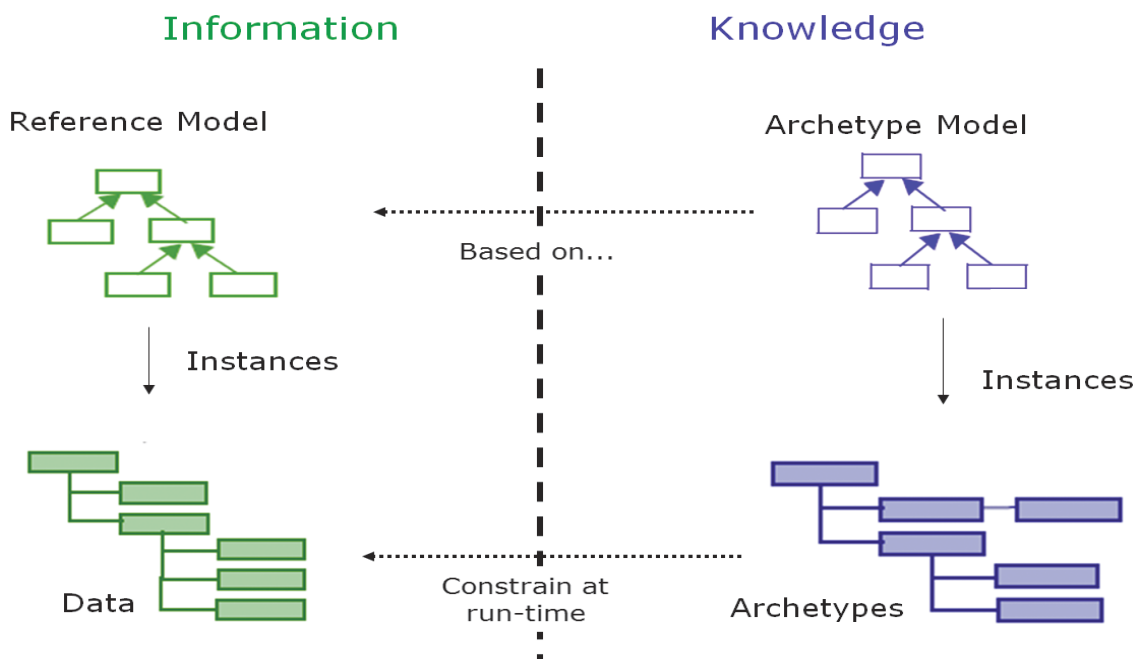 Information
Knowledge
Reference Model
Archetype Model
Based on...
Instances
Instances
Data
Constrain at
run-time
Archetypes